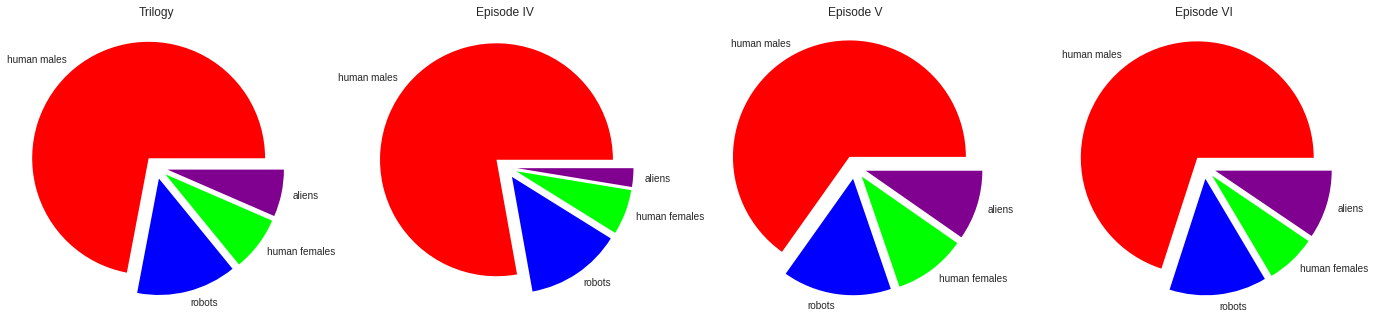 Trilogy
human males
aliens
human females
robots
Episode IV
human males
aliens
human females
robots
Episode V
human males
aliens
human females
robots
Episode VI
human males
aliens
human females
robots